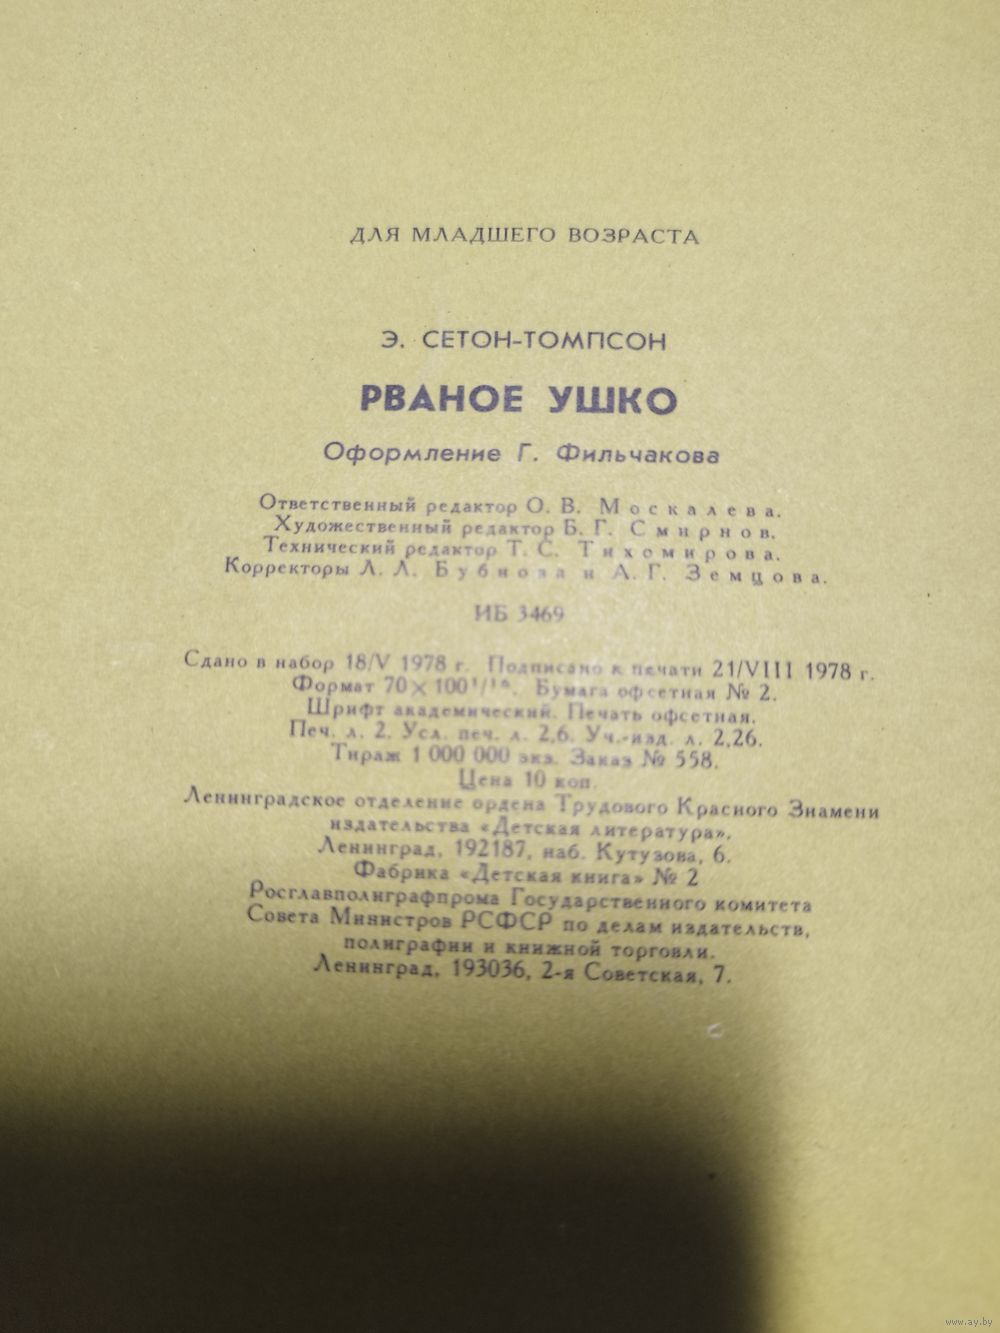 ДЛЯ МЛАДШЕГО ВОЗРАСТА
Э. СЕТОН-ТОМПСОН
РВАНОЕ УШКО
Оформление Г. Фильчакова
Ответственный редактор О. В. Москалева.
Художественный редактор Б. Г. Смирнов.
Технический редактор Т. С. Тихомирова.
Корректоры Л. Л. Бубнова и А. Г. Земцова.
ИБ 3469
Сдано в набор 18/V 1978 г. Подписано к печати 21/VIII 1978 г.
Формат 70×100¹/₁₆. Бумага офсетная № 2.
Шрифт академический. Печать офсетная.
Печ. л. 2. Усл. печ. л. 2,6. Уч.-изд. л. 2,26.
Тираж 1 000 000 экз. Заказ № 558.
Цена 10 коп.
Ленинградское отделение ордена Трудового Красного Знамени
издательства «Детская литература».
Ленинград, 192187, наб. Кутузова, 6.
Фабрика «Детская книга» № 2
Росглавполиграфпрома Государственного комитета
Совета Министров РСФСР по делам издательств,
полиграфии и книжной торговли.
Ленинград, 193036, 2-я Советская, 7.
www.ay.by